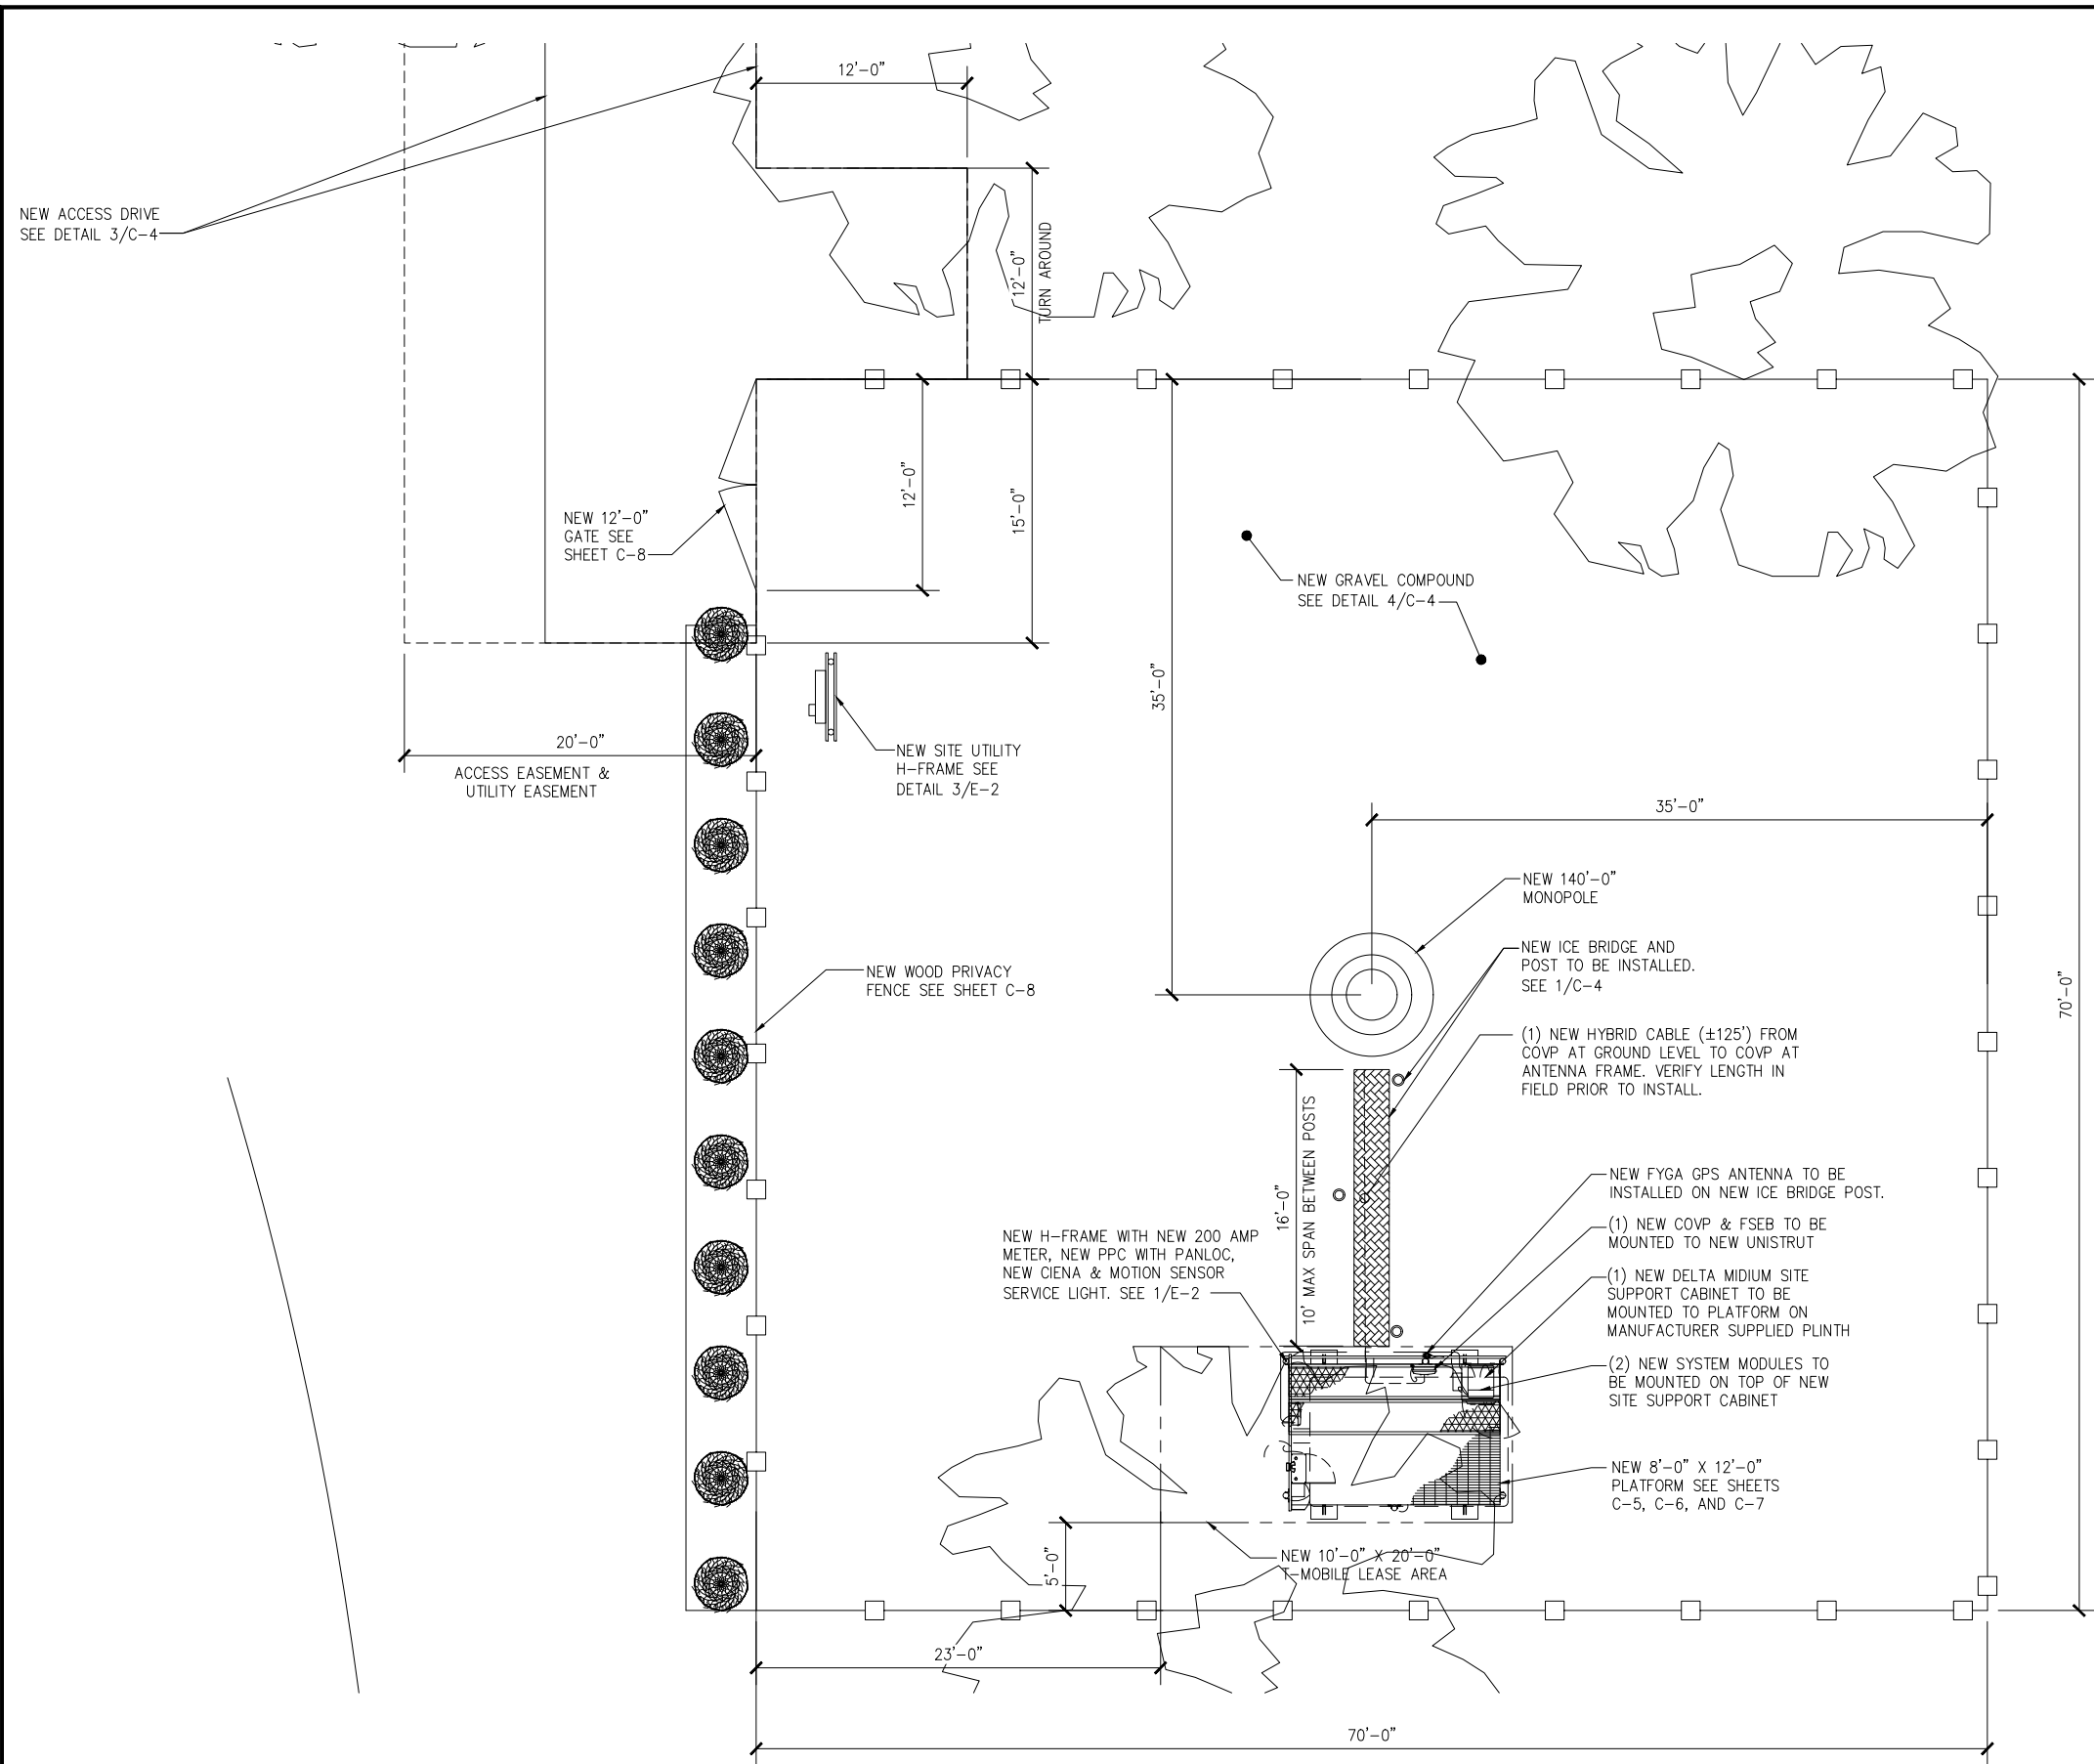 12'-0"
NEW ACCESS DRIVE
SEE DETAIL 3/C-4
12'-0"
TURN AROUND
NEW 12'-0"
GATE SEE
SHEET C-8
12'-0"
15'-0"
NEW GRAVEL COMPOUND
SEE DETAIL 4/C-4
35'-0"
20'-0"
ACCESS EASEMENT &
UTILITY EASEMENT
NEW SITE UTILITY
H-FRAME SEE
DETAIL 3/E-2
35'-0"
NEW 140'-0"
MONOPOLE
NEW ICE BRIDGE AND
POST TO BE INSTALLED.
SEE 1/C-4
NEW WOOD PRIVACY
FENCE SEE SHEET C-8
70'-0"
(1) NEW HYBRID CABLE (±125') FROM
COVP AT GROUND LEVEL TO COVP AT
ANTENNA FRAME. VERIFY LENGTH IN
FIELD PRIOR TO INSTALL.
16'-0"
10' MAX SPAN BETWEEN POSTS
NEW FYGA GPS ANTENNA TO BE
INSTALLED ON NEW ICE BRIDGE POST.
(1) NEW COVP & FSEB TO BE
MOUNTED TO NEW UNISTRUT
NEW H-FRAME WITH NEW 200 AMP
METER, NEW PPC WITH PANLOC,
NEW CIENA & MOTION SENSOR
SERVICE LIGHT. SEE 1/E-2
(1) NEW DELTA MIDIUM SITE
SUPPORT CABINET TO BE
MOUNTED TO PLATFORM ON
MANUFACTURER SUPPLIED PLINTH
(2) NEW SYSTEM MODULES TO
BE MOUNTED ON TOP OF NEW
SITE SUPPORT CABINET
NEW 8'-0" X 12'-0"
PLATFORM SEE SHEETS
C-5, C-6, AND C-7
5'-0"
NEW 10'-0" X 20'-0"
T-MOBILE LEASE AREA
23'-0"
70'-0"